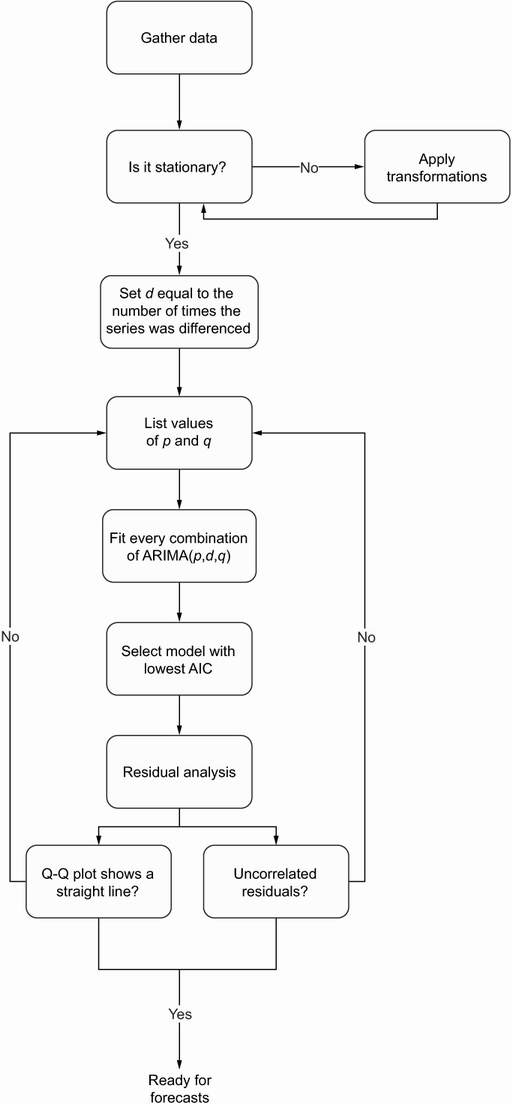 Gather data
Is it stationary?
No
Apply
transformations
Yes
Set d equal to the
number of times the
series was differenced
List values
of p and q
Fit every combination
of ARIMA(p,d,q)
No
No
Select model with
lowest AIC
Residual analysis
Q-Q plot shows a
straight line?
Uncorrelated
residuals?
Yes
Ready for
forecasts